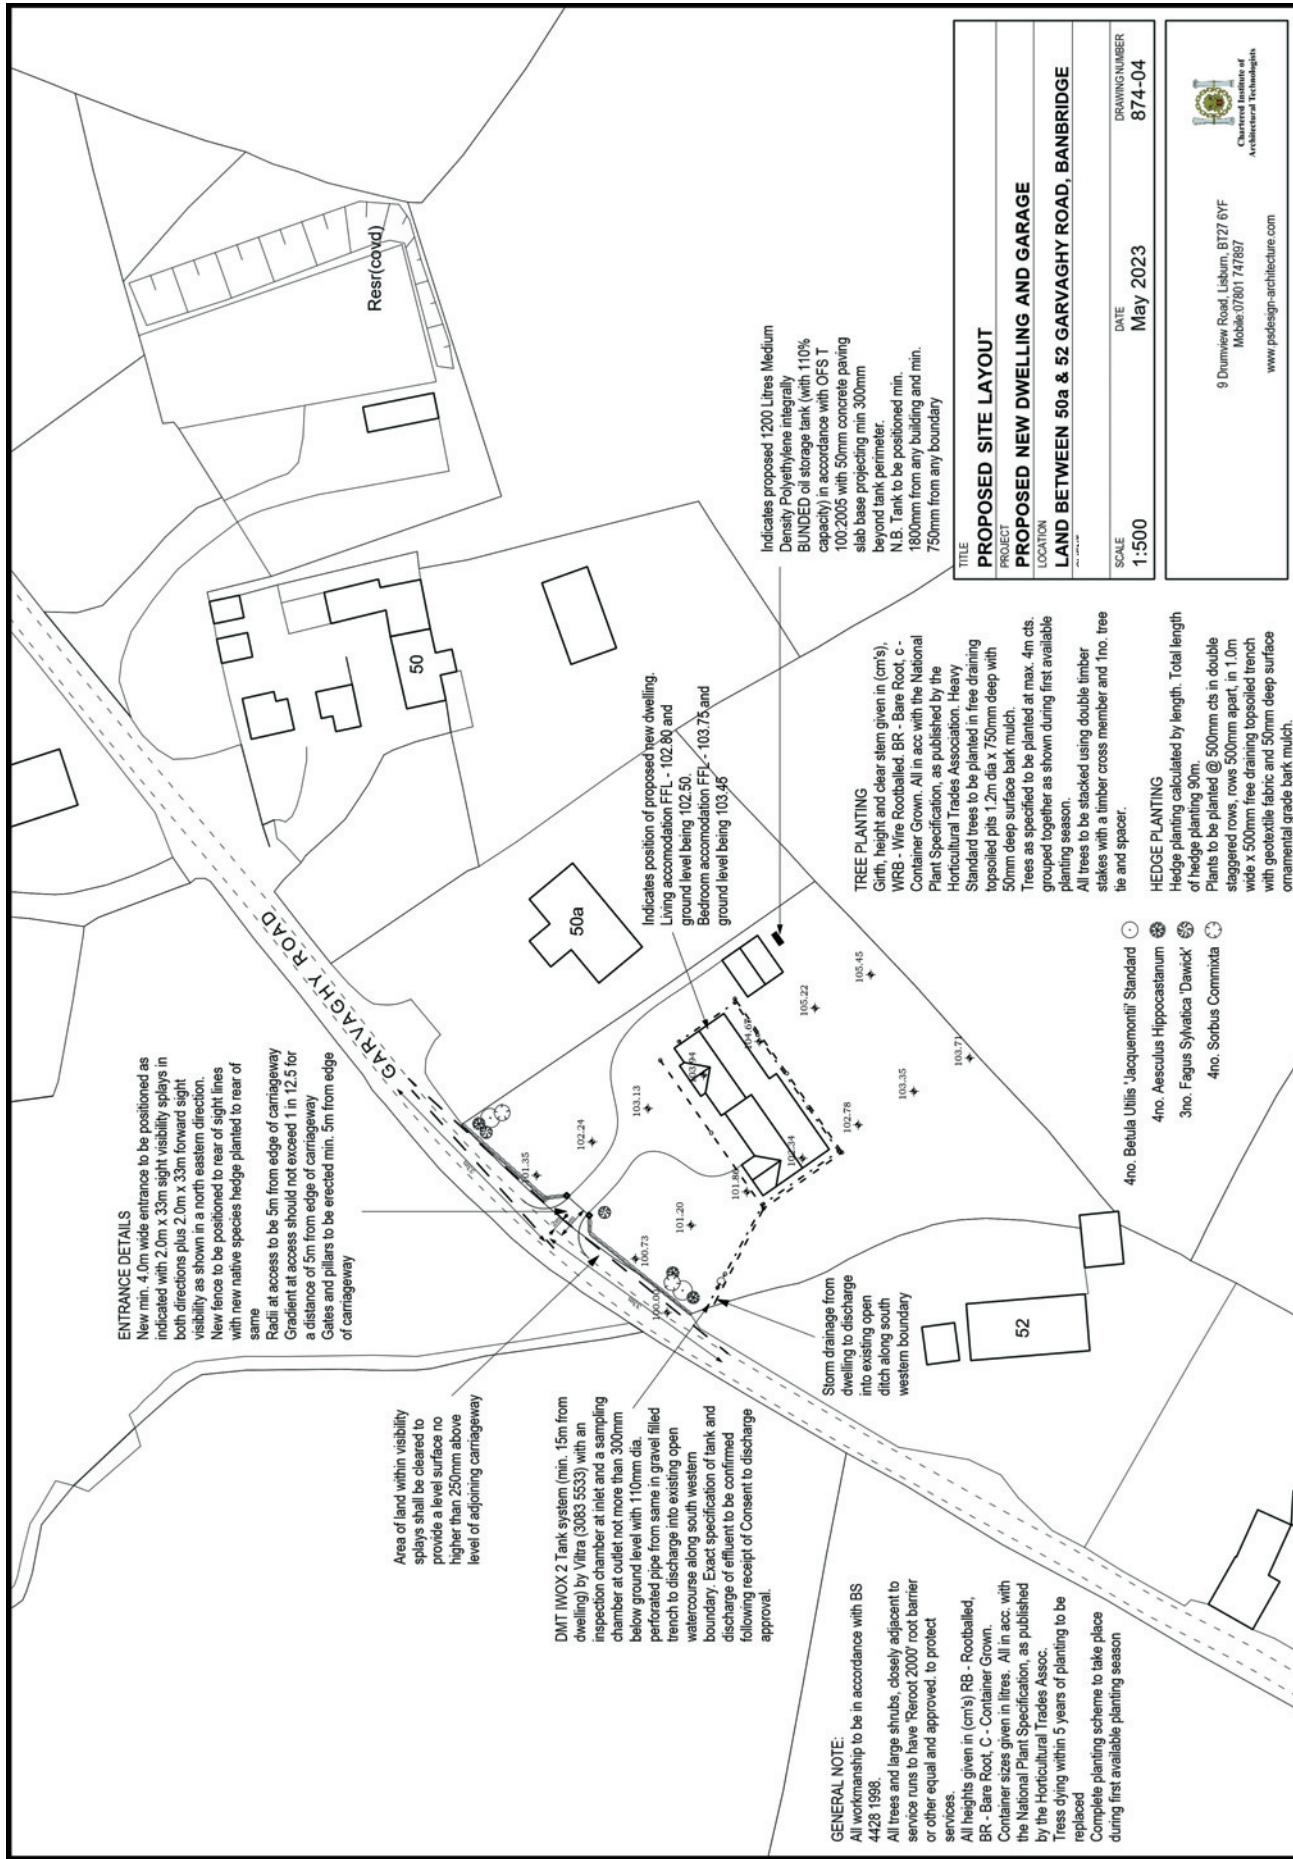 ENTRANCE DETAILS
New min. 4.0m wide entrance to be positioned as
indicated with 2.0m x 33m sight visibility splays in
both directions plus 2.0m x 33m forward sight
visibility as shown in a north eastern direction.
New fence to be positioned to rear of sight lines
with new native species hedge planted to rear of
same
Radii at access to be 5m from edge of carriageway
Gradient at access should not exceed 1 in 12.5 for
a distance of 5m from edge of carriageway
Gates and pillars to be erected min. 5m from edge
of carriageway
Area of land within visibility
splays shall be cleared to
provide a level surface no
higher than 250mm above
level of adjoining carriageway
DMT IWOX 2 Tank system (min. 15m from
dwelling) by Viltra (3083 5533) with an
inspection chamber at inlet and a sampling
chamber at outlet not more than 300mm
below ground level with 110mm dia.
perforated pipe from same in gravel filled
trench to discharge into existing open
watercourse along south western
boundary. Exact specification of tank and
discharge of effluent to be confirmed
following receipt of Consent to discharge
approval.
Storm drainage from
dwelling to discharge
into existing open
ditch along south
western boundary
GENERAL NOTE:
All workmanship to be in accordance with BS
4428 1998.
All trees and large shrubs, closely adjacent to
service runs to have 'Reroot 2000' root barrier
or other equal and approved. to protect
services.
All heights given in (cm's) RB - Rootballed,
BR - Bare Root, C - Container Grown.
Container sizes given in litres. All in acc. with
the National Plant Specification, as published
by the Horticultural Trades Assoc.
Tress dying within 5 years of planting to be
replaced
Complete planting scheme to take place
during first available planting season
GARVAGHY ROAD
Resr(covd)
50
50a
52
100.00
100.73
101.20
101.35
102.24
103.13
101.86
102.34
104.67
102.78
103.35
103.71
105.22
105.45
Indicates position of proposed new dwelling.
Living accomodation FFL - 102.80 and
ground level being 102.50.
Bedroom accomodation FFL - 103.75 and
ground level being 103.45
Indicates proposed 1200 Litres Medium
Density Polyethylene integrally
BUNDED oil storage tank (with 110%
capacity) in accordance with OFS T
100:2005 with 50mm concrete paving
slab base projecting min 300mm
beyond tank perimeter.
N.B. Tank to be positioned min.
1800mm from any building and min.
750mm from any boundary
TREE PLANTING
Girth, height and clear stem given in (cm's),
WRB - Wire Rootballed. BR - Bare Root, c -
Container Grown. All in acc with the National
Plant Specification, as published by the
Horticultural Trades Association. Heavy
Standard trees to be planted in free draining
topsoiled pits 1.2m dia x 750mm deep with
50mm deep surface bark mulch.
Trees as specified to be planted at max. 4m cts.
grouped together as shown during first available
planting season.
All trees to be stacked using double timber
stakes with a timber cross member and 1no. tree
tie and spacer.
HEDGE PLANTING
Hedge planting calculated by length. Total length
of hedge planting 90m.
Plants to be planted @ 500mm cts in double
staggered rows, rows 500mm apart, in 1.0m
wide x 500mm free draining topsoiled trench
with geotextile fabric and 50mm deep surface
ornamental grade bark mulch.
4no. Betula Utilis 'Jacquemontii' Standard
4no. Aesculus Hippocastanum
3no. Fagus Sylvatica 'Dawick'
4no. Sorbus Commixta
TITLE
PROPOSED SITE LAYOUT
PROJECT
PROPOSED NEW DWELLING AND GARAGE
LOCATION
LAND BETWEEN 50a & 52 GARVAGHY ROAD, BANBRIDGE
SCALE
1:500
DATE
May 2023
DRAWING NUMBER
874-04
9 Drumview Road, Lisburn, BT27 6YF
Mobile:07801 747897
www.psdesign-architecture.com
Chartered Institute of
Architectural Technologists